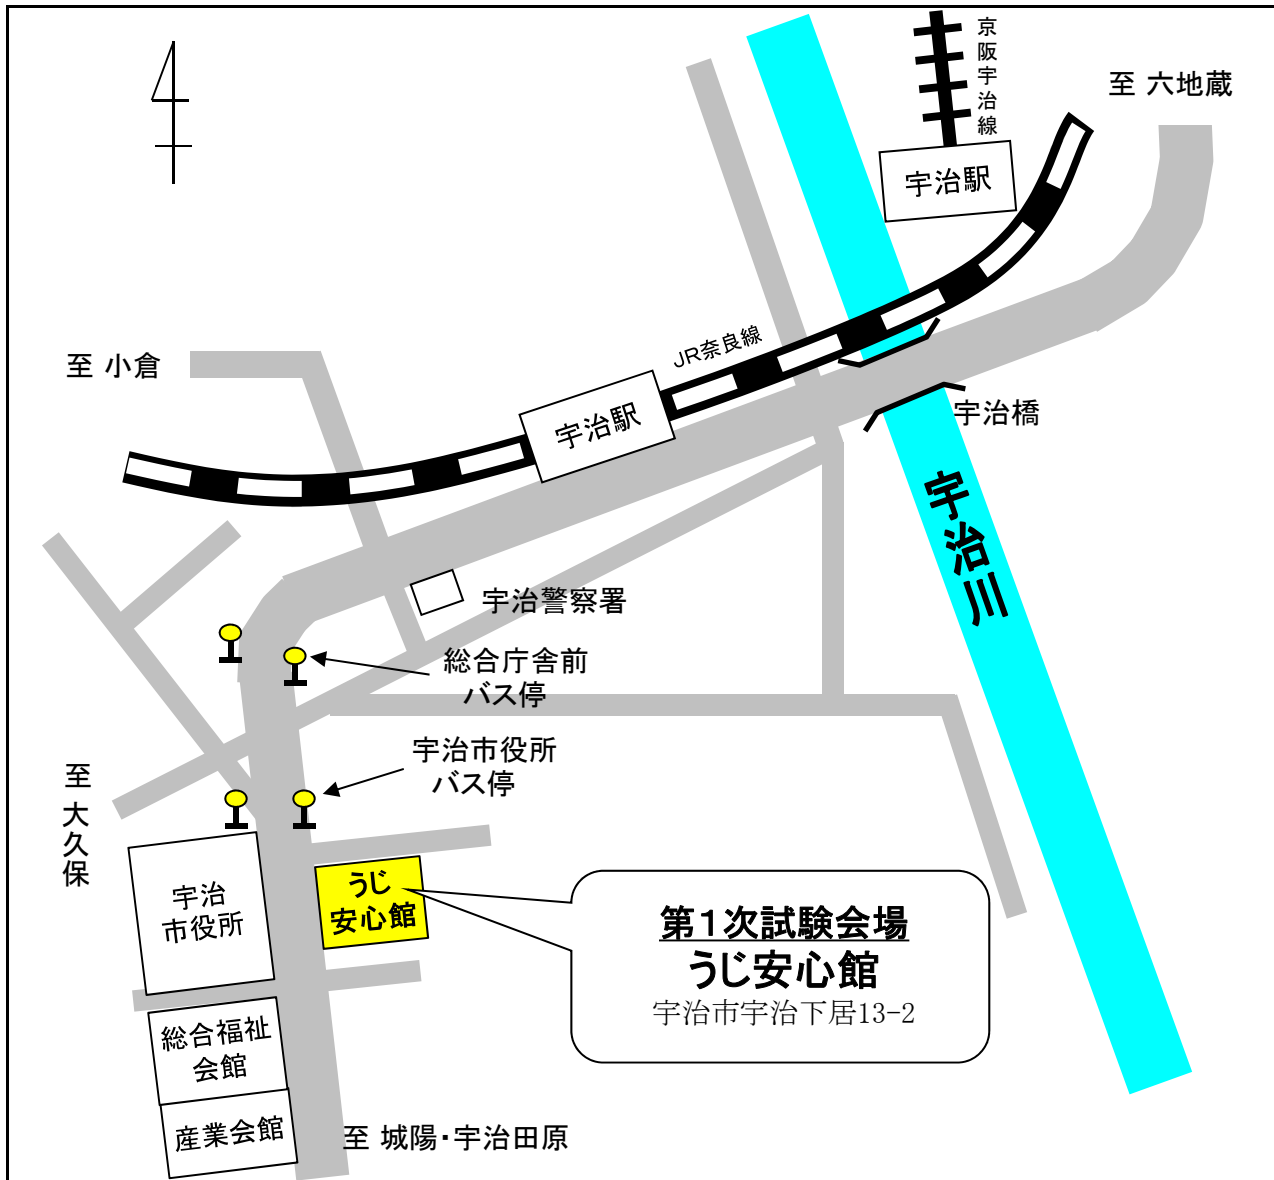 京阪宇治線
至 六地蔵
宇治駅
JR奈良線
至 小倉
宇治駅
宇治橋
宇治川
宇治警察署
総合庁舎前
バス停
宇治市役所
バス停
至 大久保
宇治
市役所
うじ
安心館
第1次試験会場
うじ安心館
宇治市宇治下居13-2
総合福祉
会館
産業会館
至 城陽・宇治田原